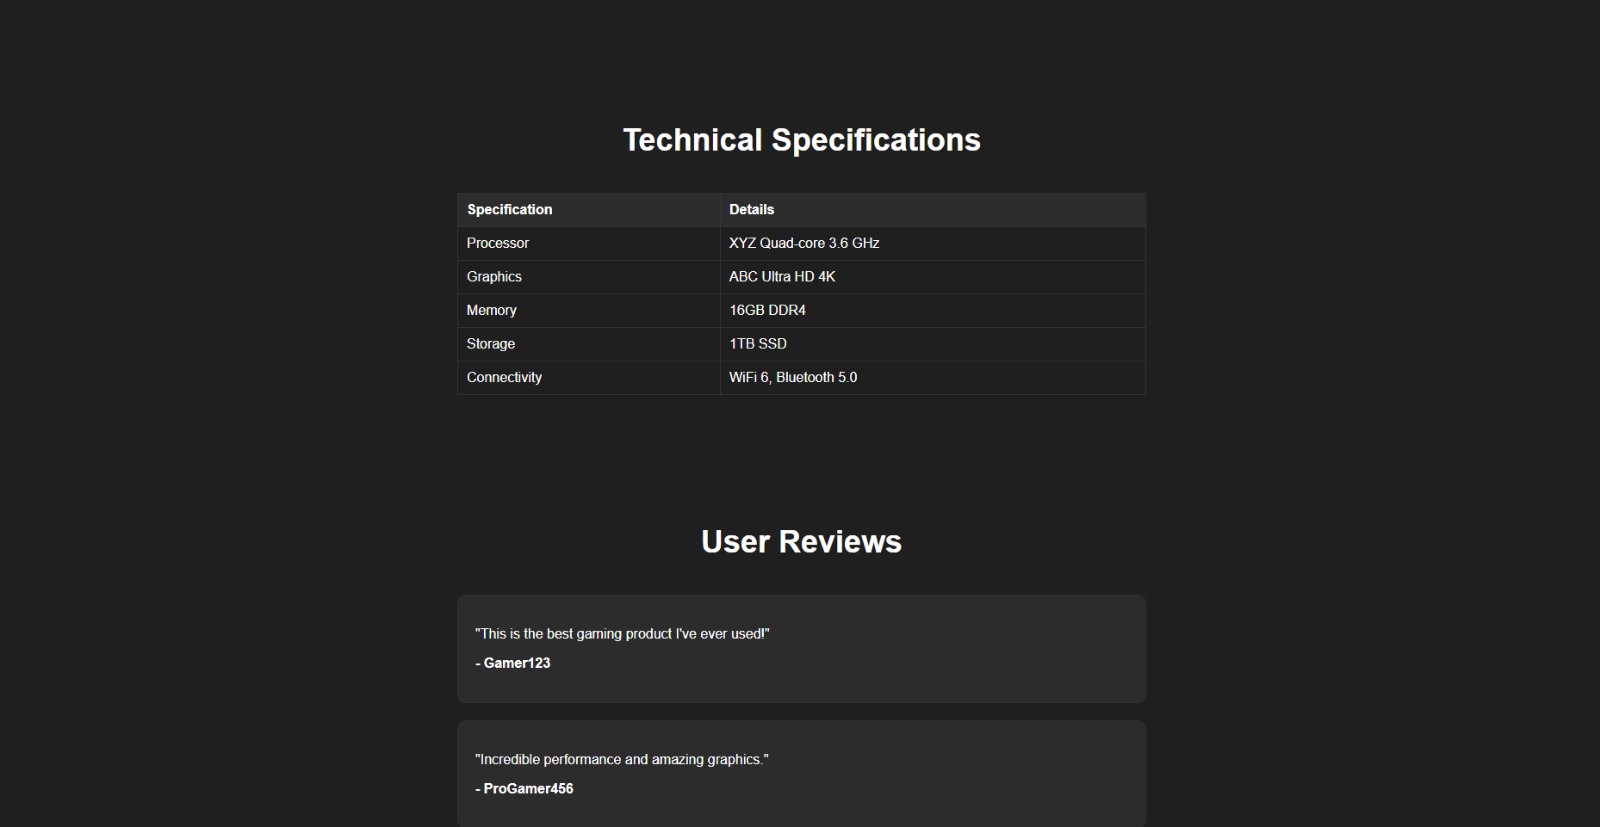 Technical Specifications
Specification Details
Processor XYZ Quad-core 3.6 GHz
Graphics ABC Ultra HD 4K
Memory 16GB DDR4
Storage 1TB SSD
Connectivity WiFi 6, Bluetooth 5.0
User Reviews
"This is the best gaming product I've ever used!"
- Gamer123
"Incredible performance and amazing graphics."
- ProGamer456